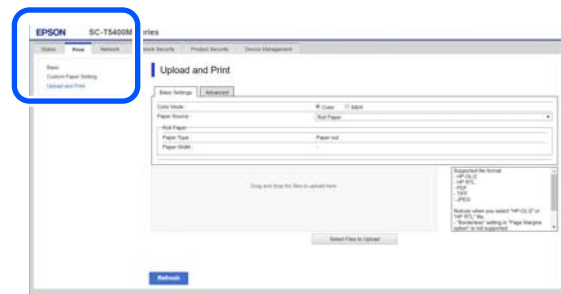 EPSON SC-T5400M Series
Status Print Network Network Security Product Security Device Management
Basic
Custom Paper Setting
Upload and Print
Upload and Print
Basic Settings Advanced
Color Mode : Color B&W
Paper Source : Roll Paper
Roll Paper
Paper Type : Paper out
Paper Width : -
Drag and drop the files to upload here.
Supported file format
- HP-GL/2
- HP RTL
- PDF
- TIFF
- JPEG
Notices when you select "HP-GL/2" or
"HP RTL" file.
- "Borderless" setting in "Page Margins
option" is not supported.
Select Files to Upload
Refresh